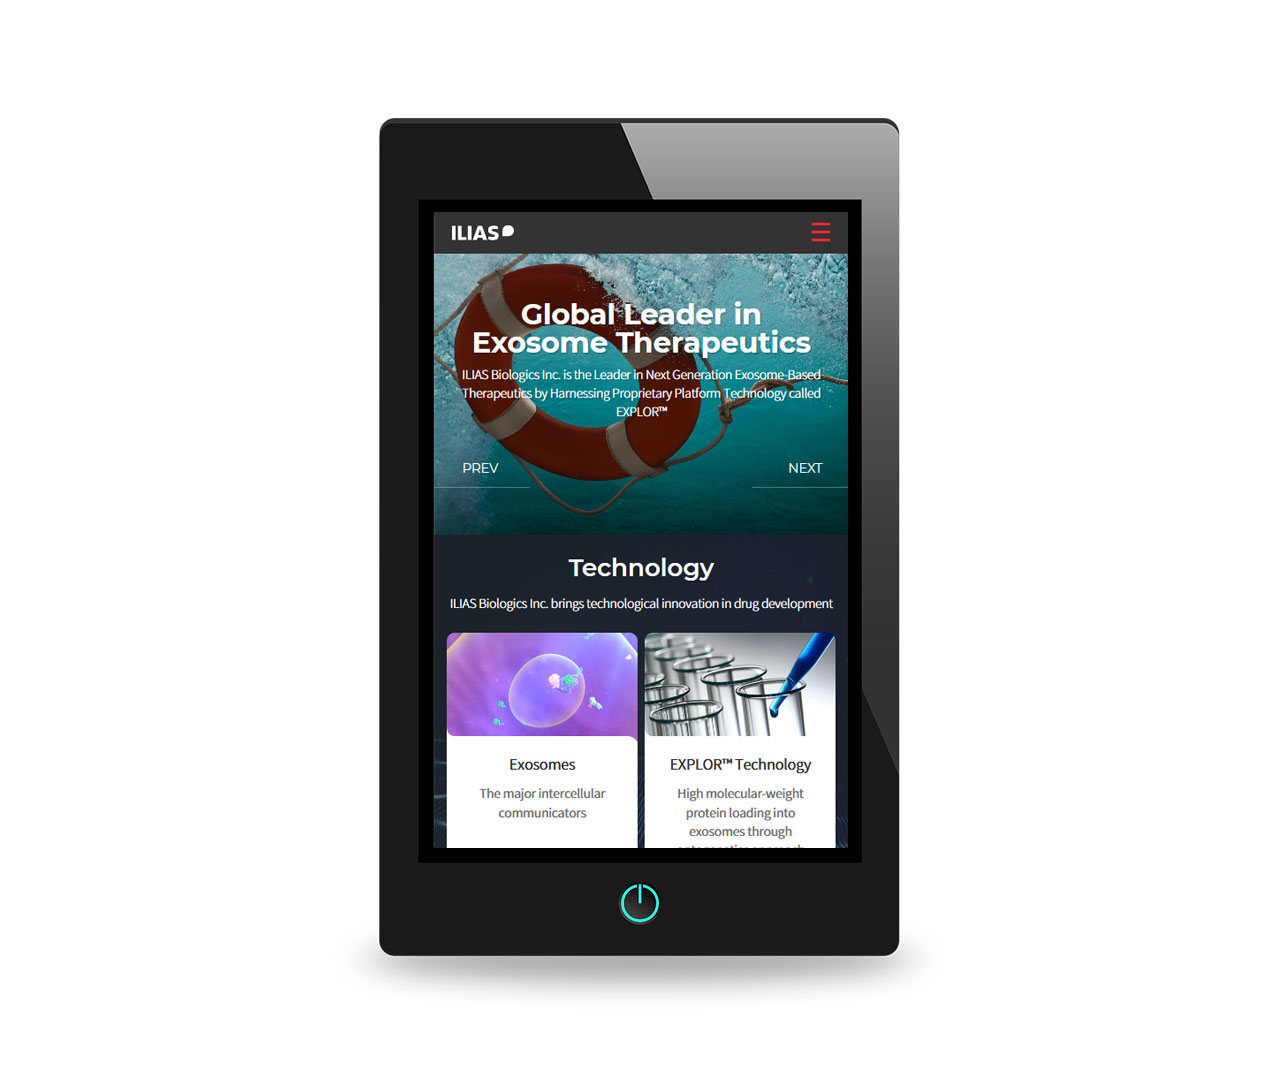 ILIAS
Global Leader in
Exosome Therapeutics
ILIAS Biologics Inc. is the Leader in Next Generation Exosome-Based
Therapeutics by Harnessing Proprietary Platform Technology called
EXPLOR™
PREV
NEXT
Technology
ILIAS Biologics Inc. brings technological innovation in drug development
Exosomes
The major intercellular
communicators
EXPLOR™ Technology
High molecular-weight
protein loading into
exosomes through